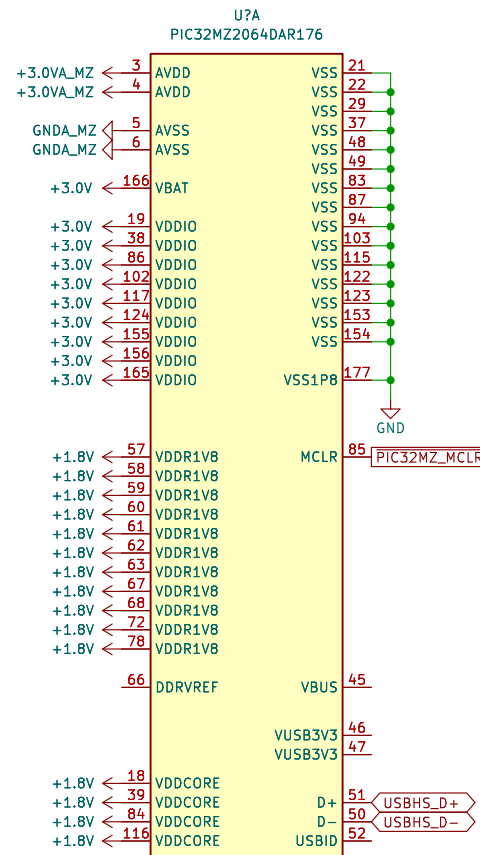 U?A
PIC32MZ2064DAR176
+3.0VA_MZ 3 AVDD VSS 21
+3.0VA_MZ 4 AVDD VSS 22
VSS 29
GNDA_MZ 5 AVSS VSS 37
GNDA_MZ 6 AVSS VSS 48
VSS 49
+3.0V 166 VBAT VSS 83
VSS 87
+3.0V 19 VDDIO VSS 94
+3.0V 38 VDDIO VSS 103
+3.0V 86 VDDIO VSS 115
+3.0V 102 VDDIO VSS 122
+3.0V 117 VDDIO VSS 123
+3.0V 124 VDDIO VSS 153
+3.0V 155 VDDIO VSS 154
+3.0V 156 VDDIO
+3.0V 165 VDDIO VSS1P8 177
GND
+1.8V 57 VDDR1V8 MCLR 85 PIC32MZ_MCLR
+1.8V 58 VDDR1V8
+1.8V 59 VDDR1V8
+1.8V 60 VDDR1V8
+1.8V 61 VDDR1V8
+1.8V 62 VDDR1V8
+1.8V 63 VDDR1V8
+1.8V 67 VDDR1V8
+1.8V 68 VDDR1V8
+1.8V 72 VDDR1V8
+1.8V 78 VDDR1V8
66 DDRVREF VBUS 45
VUSB3V3 46
VUSB3V3 47
+1.8V 18 VDDCORE
+1.8V 39 VDDCORE D+ 51 USBHS_D+
+1.8V 84 VDDCORE D- 50 USBHS_D-
+1.8V 116 VDDCORE USBID 52